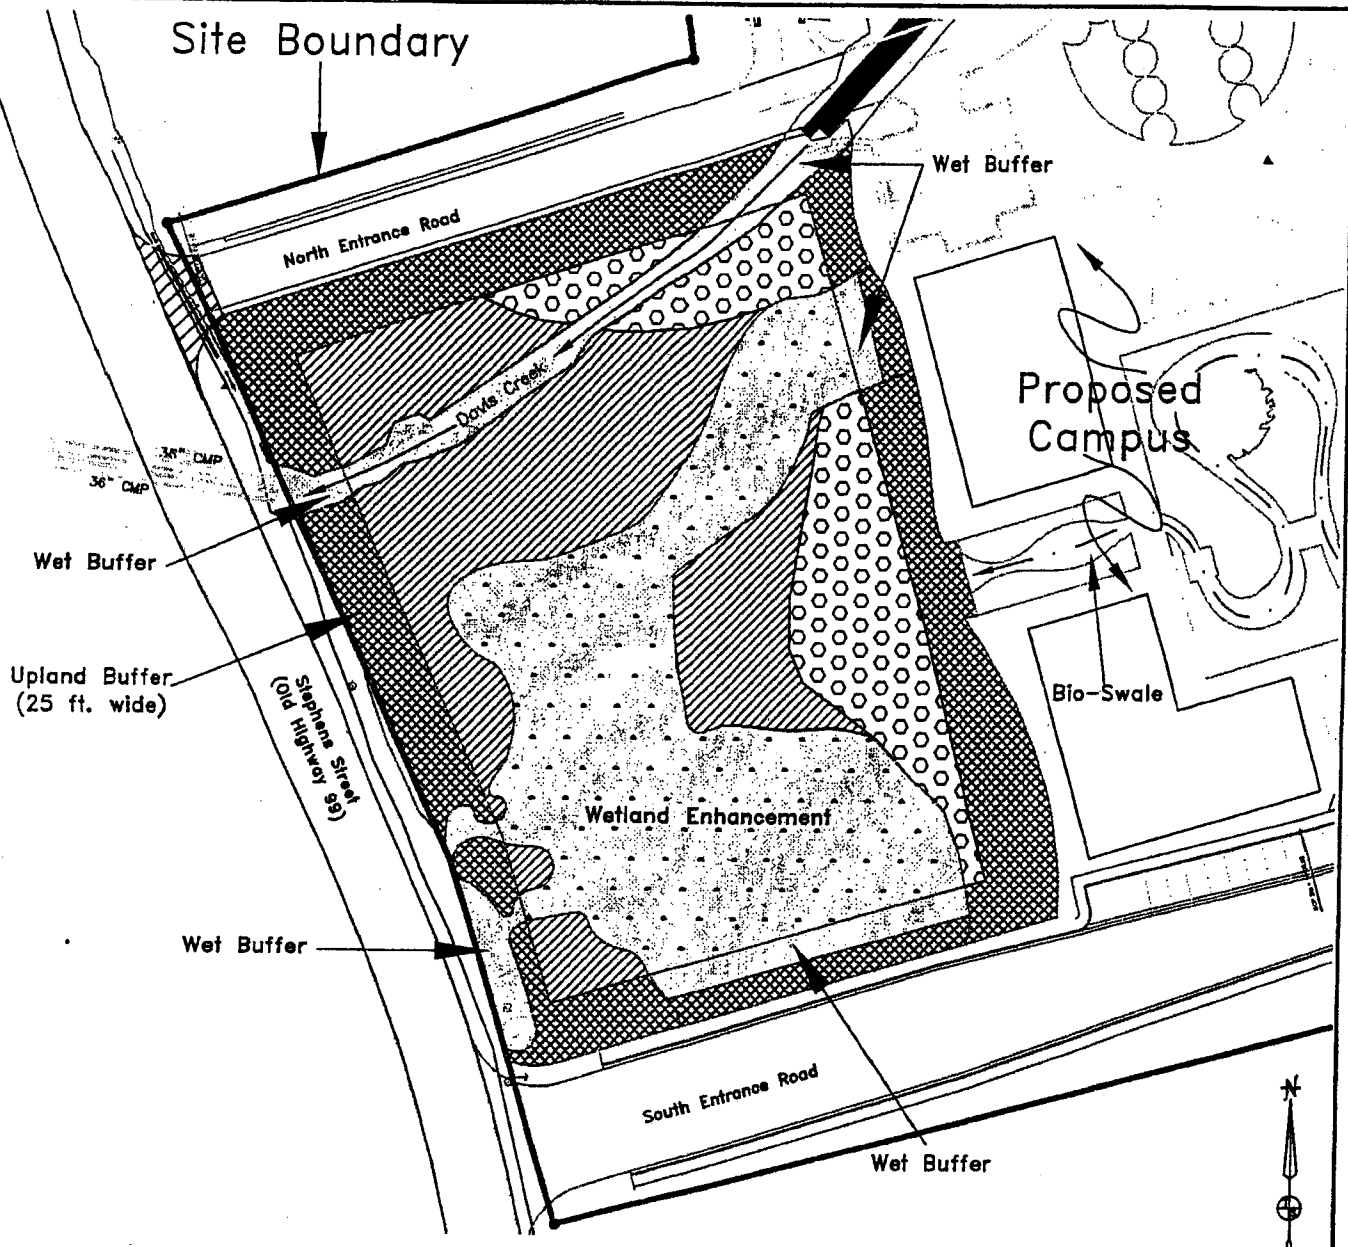 Site Boundary
Wet Buffer
North Entrance Road
Proposed
Campus
Davis Creek
36" CMP
36" CMP
Wet Buffer
Upland Buffer
(25 ft. wide)
Stephens Street
(Old Highway 99)
Bio-Swale
Wetland Enhancement
Wet Buffer
South Entrance Road
Wet Buffer
N